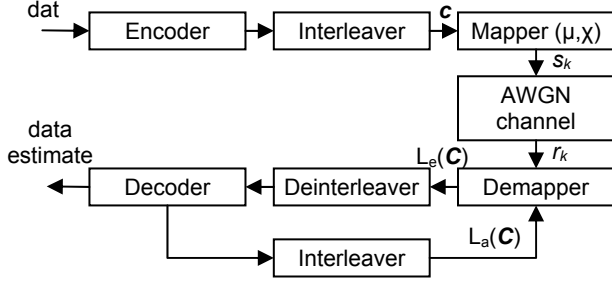 dat
Encoder
Interleaver
c
Mapper (μ,χ)
s_k
AWGN
channel
r_k
data
estimate
Decoder
Deinterleaver
L_e(C)
Demapper
Interleaver
L_a(C)